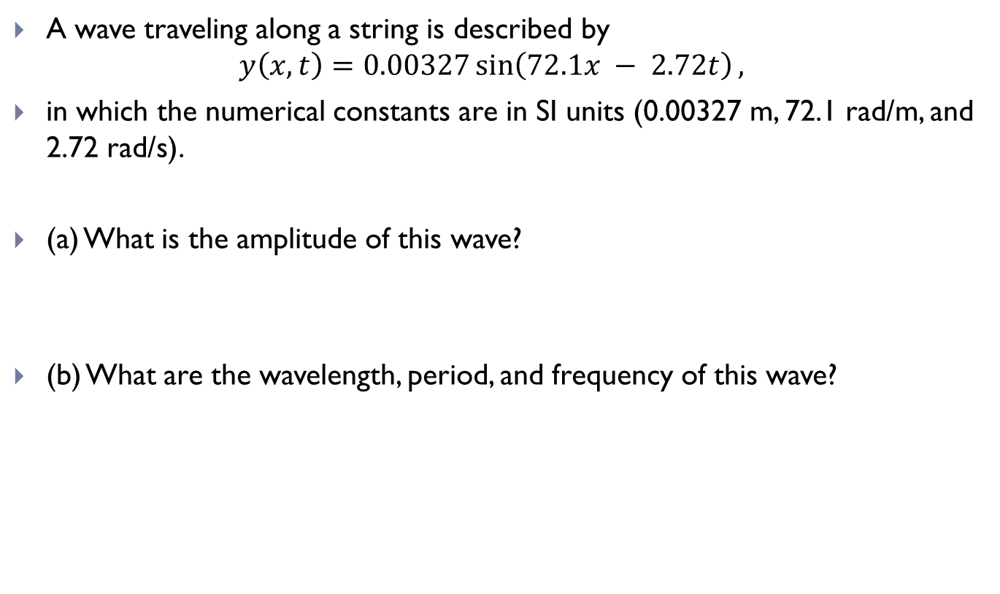 A wave traveling along a string is described by
y(x, t) = 0.00327 sin(72.1x − 2.72t),
in which the numerical constants are in SI units (0.00327 m, 72.1 rad/m, and
2.72 rad/s).
(a) What is the amplitude of this wave?
(b) What are the wavelength, period, and frequency of this wave?